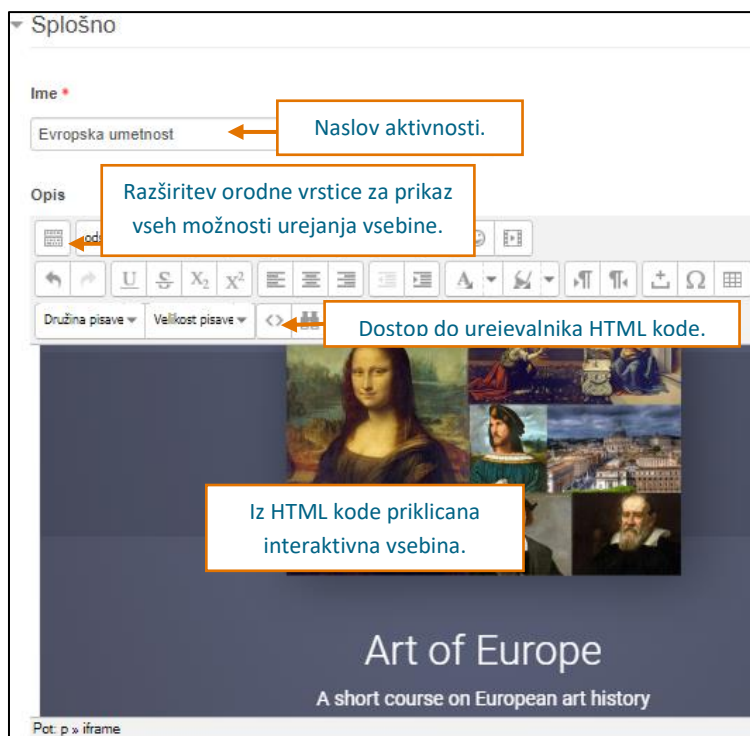 Splošno
Ime *
Evropska umetnost
Naslov aktivnosti.
Opis
Razširitev orodne vrstice za prikaz
vseh možnosti urejanja vsebine.
Družina pisave
Velikost pisave
Dostop do urejevalnika HTML kode.
Iz HTML kode priklicana
interaktivna vsebina.
Art of Europe
A short course on European art history
Pot: p » iframe